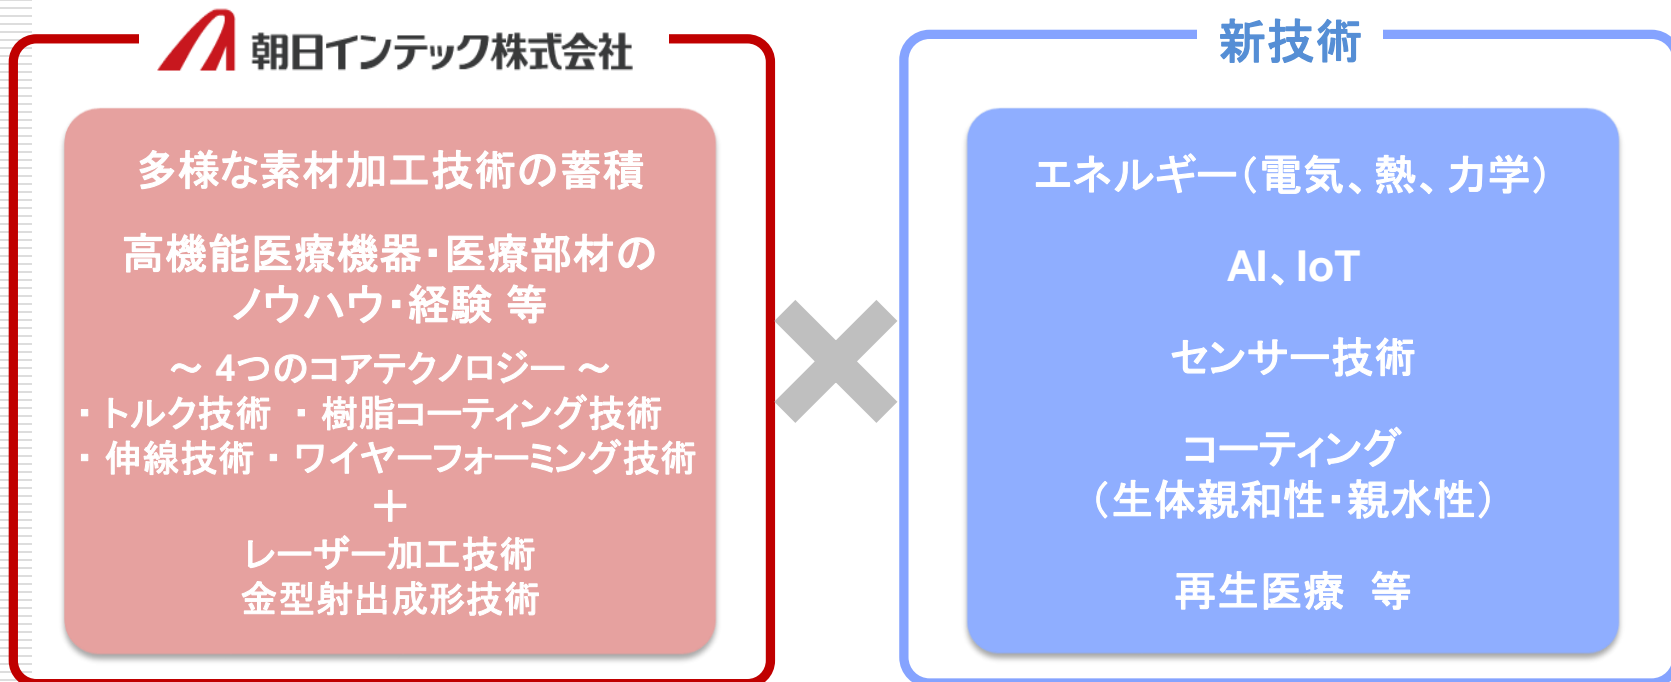 朝日インテック株式会社
多様な素材加工技術の蓄積
高機能医療機器・医療部材の
ノウハウ・経験 等
～ 4つのコアテクノロジー ～
・トルク技術 ・樹脂コーティング技術
・伸線技術・ワイヤーフォーミング技術
＋
レーザー加工技術
金型射出成形技術
新技術
エネルギー（電気、熱、力学）
AI、IoT
センサー技術
コーティング
（生体親和性・親水性）
再生医療 等